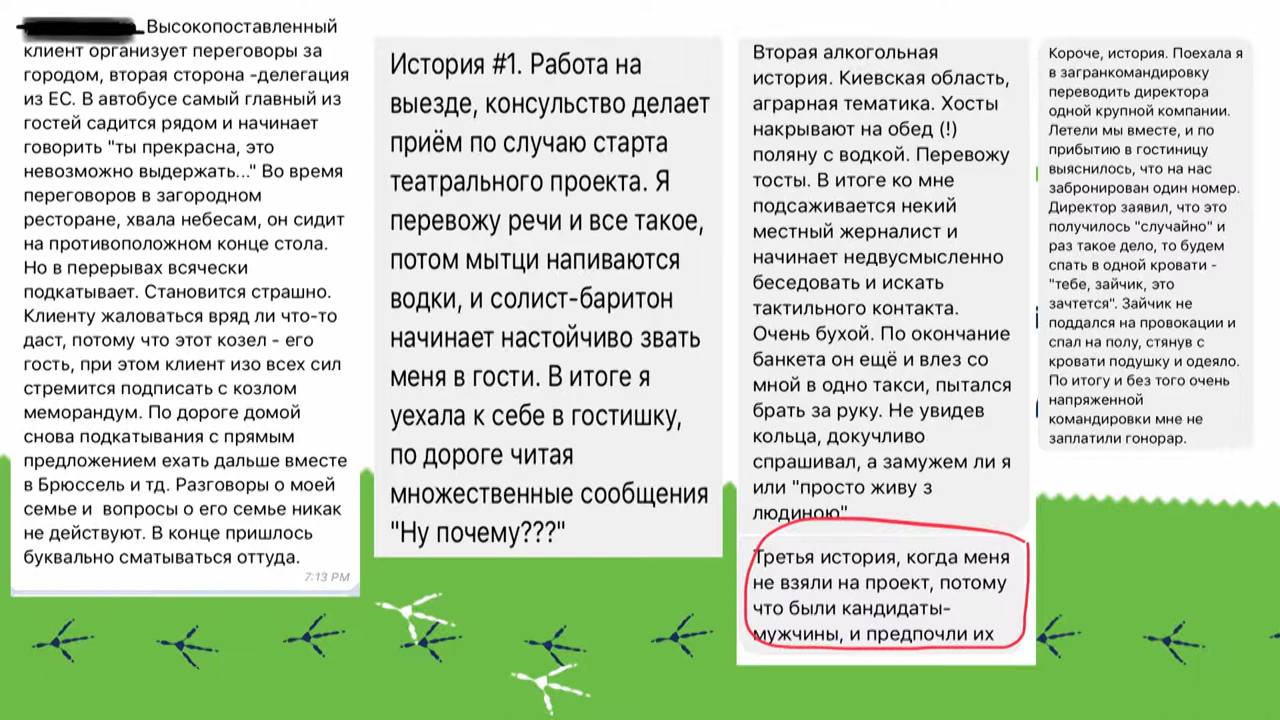 Высокопоставленный
клиент организует переговоры за
городом, вторая сторона -делегация
из ЕС. В автобусе самый главный из
гостей садится рядом и начинает
говорить "ты прекрасна, это
невозможно выдержать..." Во время
переговоров в загородном
ресторане, хвала небесам, он сидит
на противоположном конце стола.
Но в перерывах всячески
подкатывает. Становится страшно.
Клиенту жаловаться вряд ли что-то
даст, потому что этот козел - его
гость, при этом клиент изо всех сил
стремится подписать с козлом
меморандум. По дороге домой
снова подкатывания с прямым
предложением ехать дальше вместе
в Брюссель и тд. Разговоры о моей
семье и вопросы о его семье никак
не действуют. В конце пришлось
буквально сматываться оттуда.
7:13 PM
История #1. Работа на
выезде, консульство делает
приём по случаю старта
театрального проекта. Я
перевожу речи и все такое,
потом мытци напиваются
водки, и солист-баритон
начинает настойчиво звать
меня в гости. В итоге я
уехала к себе в гостишку,
по дороге читая
множественные сообщения
"Ну почему???"
Вторая алкогольная
история. Киевская область,
аграрная тематика. Хосты
накрывают на обед (!)
поляну с водкой. Перевожу
тосты. В итоге ко мне
подсаживается некий
местный жерналист и
начинает недвусмысленно
беседовать и искать
тактильного контакта.
Очень бухой. По окончание
банкета он ещё и влез со
мной в одно такси, пытался
брать за руку. Не увидев
кольца, докучливо
спрашивал, а замужем ли я
или "просто живу з
людиною"
Третья история, когда меня
не взяли на проект, потому
что были кандидаты-
мужчины, и предпочли их
Короче, история. Поехала я
в загранкомандировку
переводить директора
одной крупной компании.
Летели мы вместе, и по
прибытию в гостиницу
выяснилось, что на нас
забронирован один номер.
Директор заявил, что это
получилось "случайно" и
раз такое дело, то будем
спать в одной кровати -
"тебе, зайчик, это
зачтется". Зайчик не
поддался на провокации и
спал на полу, стянув с
кровати подушку и одеяло.
По итогу и без того очень
напряженной
командировки мне не
заплатили гонорар.